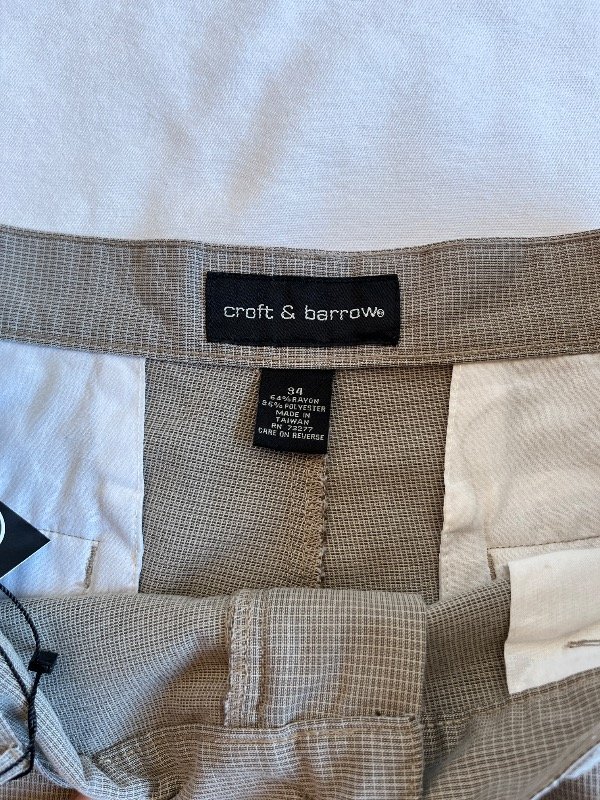 croft & barrow®
34
64% RAYON
36% POLYESTER
MADE IN
TAIWAN
RN 73277
CARE ON REVERSE